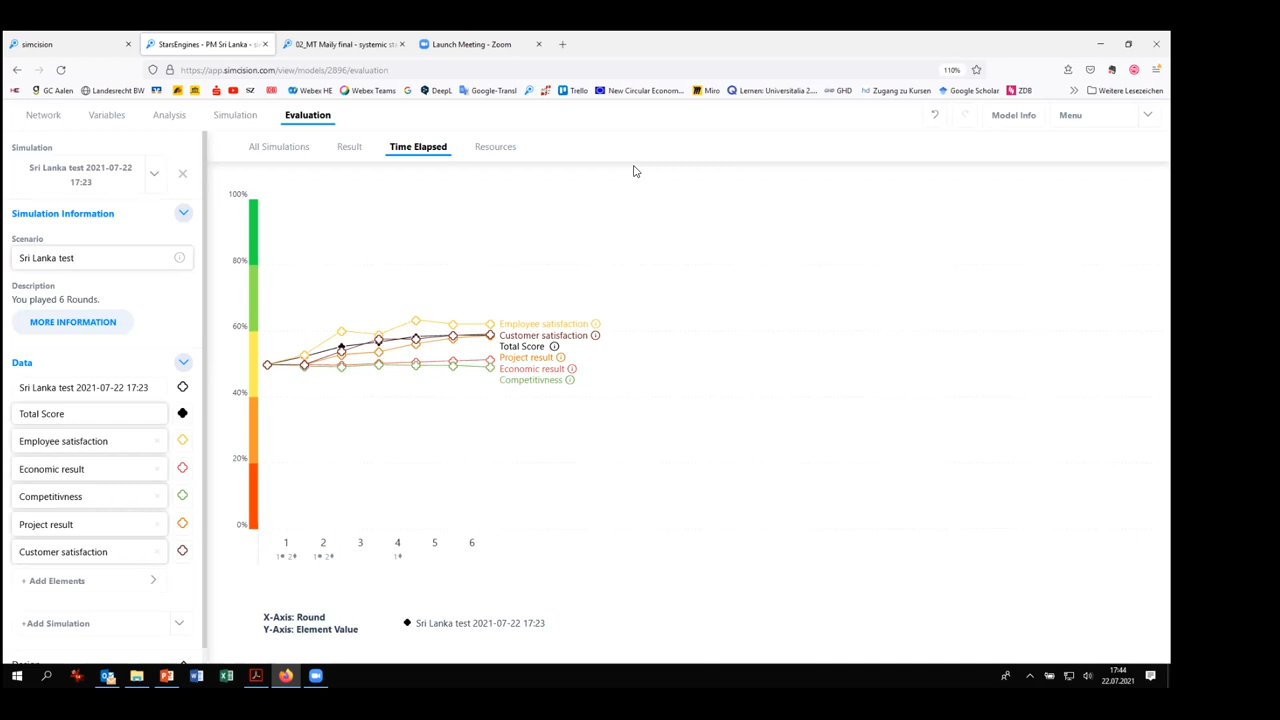 simcision
StarsEngines - PM Sri Lanka - si
02_MT Maily final - systemic st
Launch Meeting - Zoom
https://app.simcision.com/view/models/2896/evaluation
110%
GC Aalen
Landesrecht BW
SZ
Webex HE
Webex Teams
DeepL
Google-Transl
Trello
New Circular Econom...
Miro
Lernen: Universitalia 2...
GHD
Zugang zu Kursen
Google Scholar
ZDB
Weitere Lesezeichen
Network
Variables
Analysis
Simulation
Evaluation
Model Info
Menu
Simulation
Sri Lanka test 2021-07-22
17:23
All Simulations
Result
Time Elapsed
Resources
Simulation Information
Scenario
Sri Lanka test
Description
You played 6 Rounds.
MORE INFORMATION
Data
Sri Lanka test 2021-07-22 17:23
Total Score
Employee satisfaction
Economic result
Competitivness
Project result
Customer satisfaction
+ Add Elements
+Add Simulation
100%
80%
60%
40%
20%
0%
Employee satisfaction
Customer satisfaction
Total Score
Project result
Economic result
Competitivness
1 2 3 4 5 6
X-Axis: Round
Y-Axis: Element Value
Sri Lanka test 2021-07-22 17:23
17:44
22.07.2021